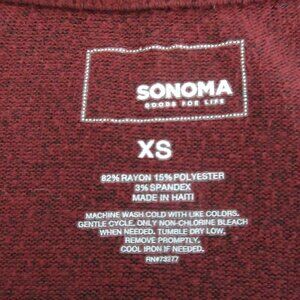 SONOMA
GOODS FOR LIFE
XS
82% RAYON 15% POLYESTER
3% SPANDEX
MADE IN HAITI
MACHINE WASH COLD WITH LIKE COLORS,
GENTLE CYCLE, ONLY NON-CHLORINE BLEACH
WHEN NEEDED. TUMBLE DRY LOW,
REMOVE PROMPTLY.
COOL IRON IF NEEDED.
RN#73277